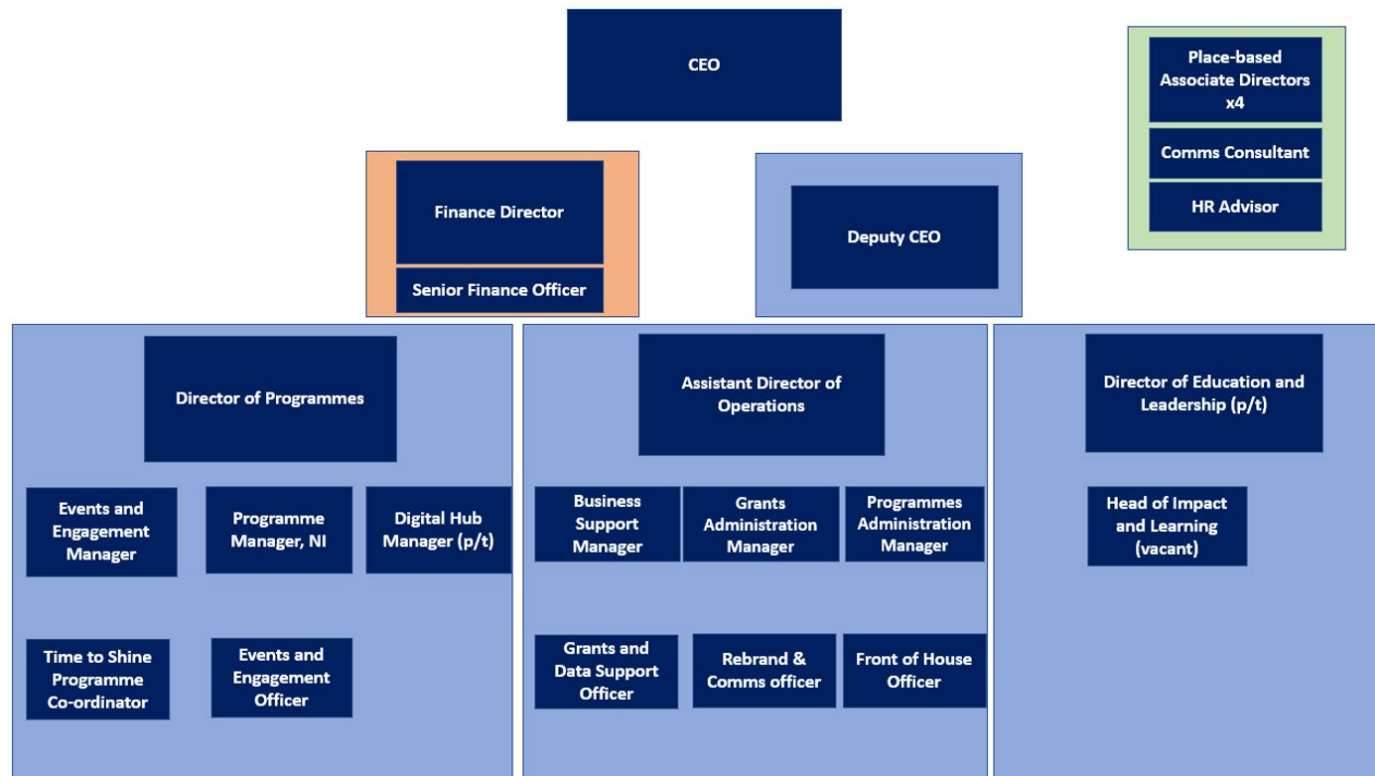 CEO
Place-based
Associate Directors
x4
Comms Consultant
HR Advisor
Finance Director
Senior Finance Officer
Deputy CEO
Director of Programmes
Events and
Engagement
Manager
Programme
Manager, NI
Digital Hub
Manager (p/t)
Time to Shine
Programme
Co-ordinator
Events and
Engagement
Officer
Assistant Director of
Operations
Business
Support
Manager
Grants
Administration
Manager
Programmes
Administration
Manager
Grants and
Data Support
Officer
Rebrand &
Comms officer
Front of House
Officer
Director of Education and
Leadership (p/t)
Head of Impact
and Learning
(vacant)